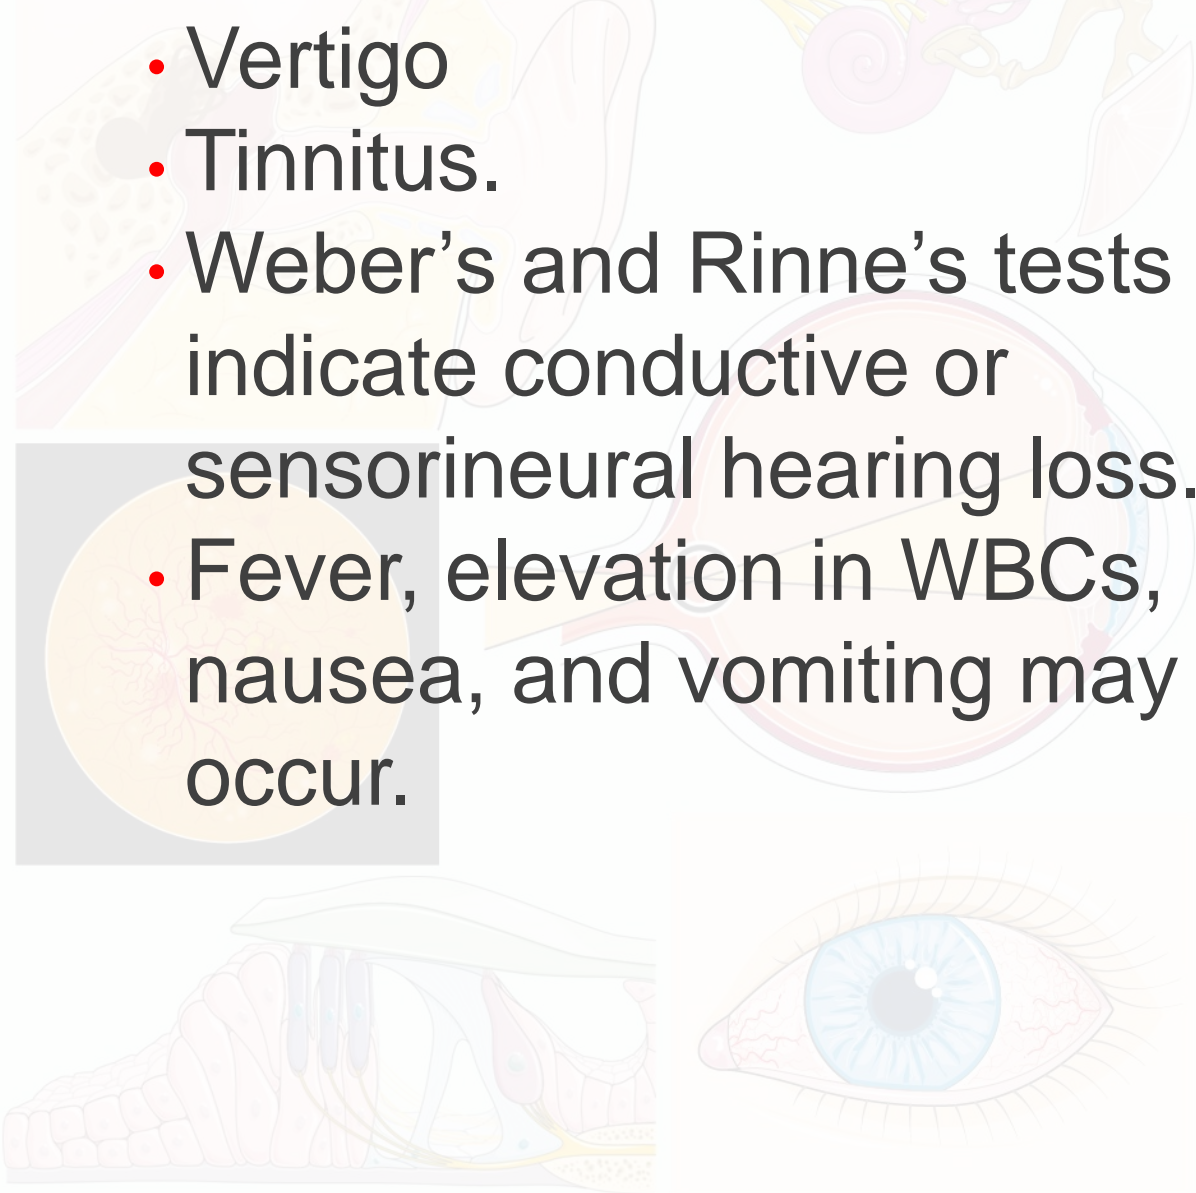 • Vertigo
• Tinnitus.
• Weber’s and Rinne’s tests
indicate conductive or
sensorineural hearing loss.
• Fever, elevation in WBCs,
nausea, and vomiting may
occur.